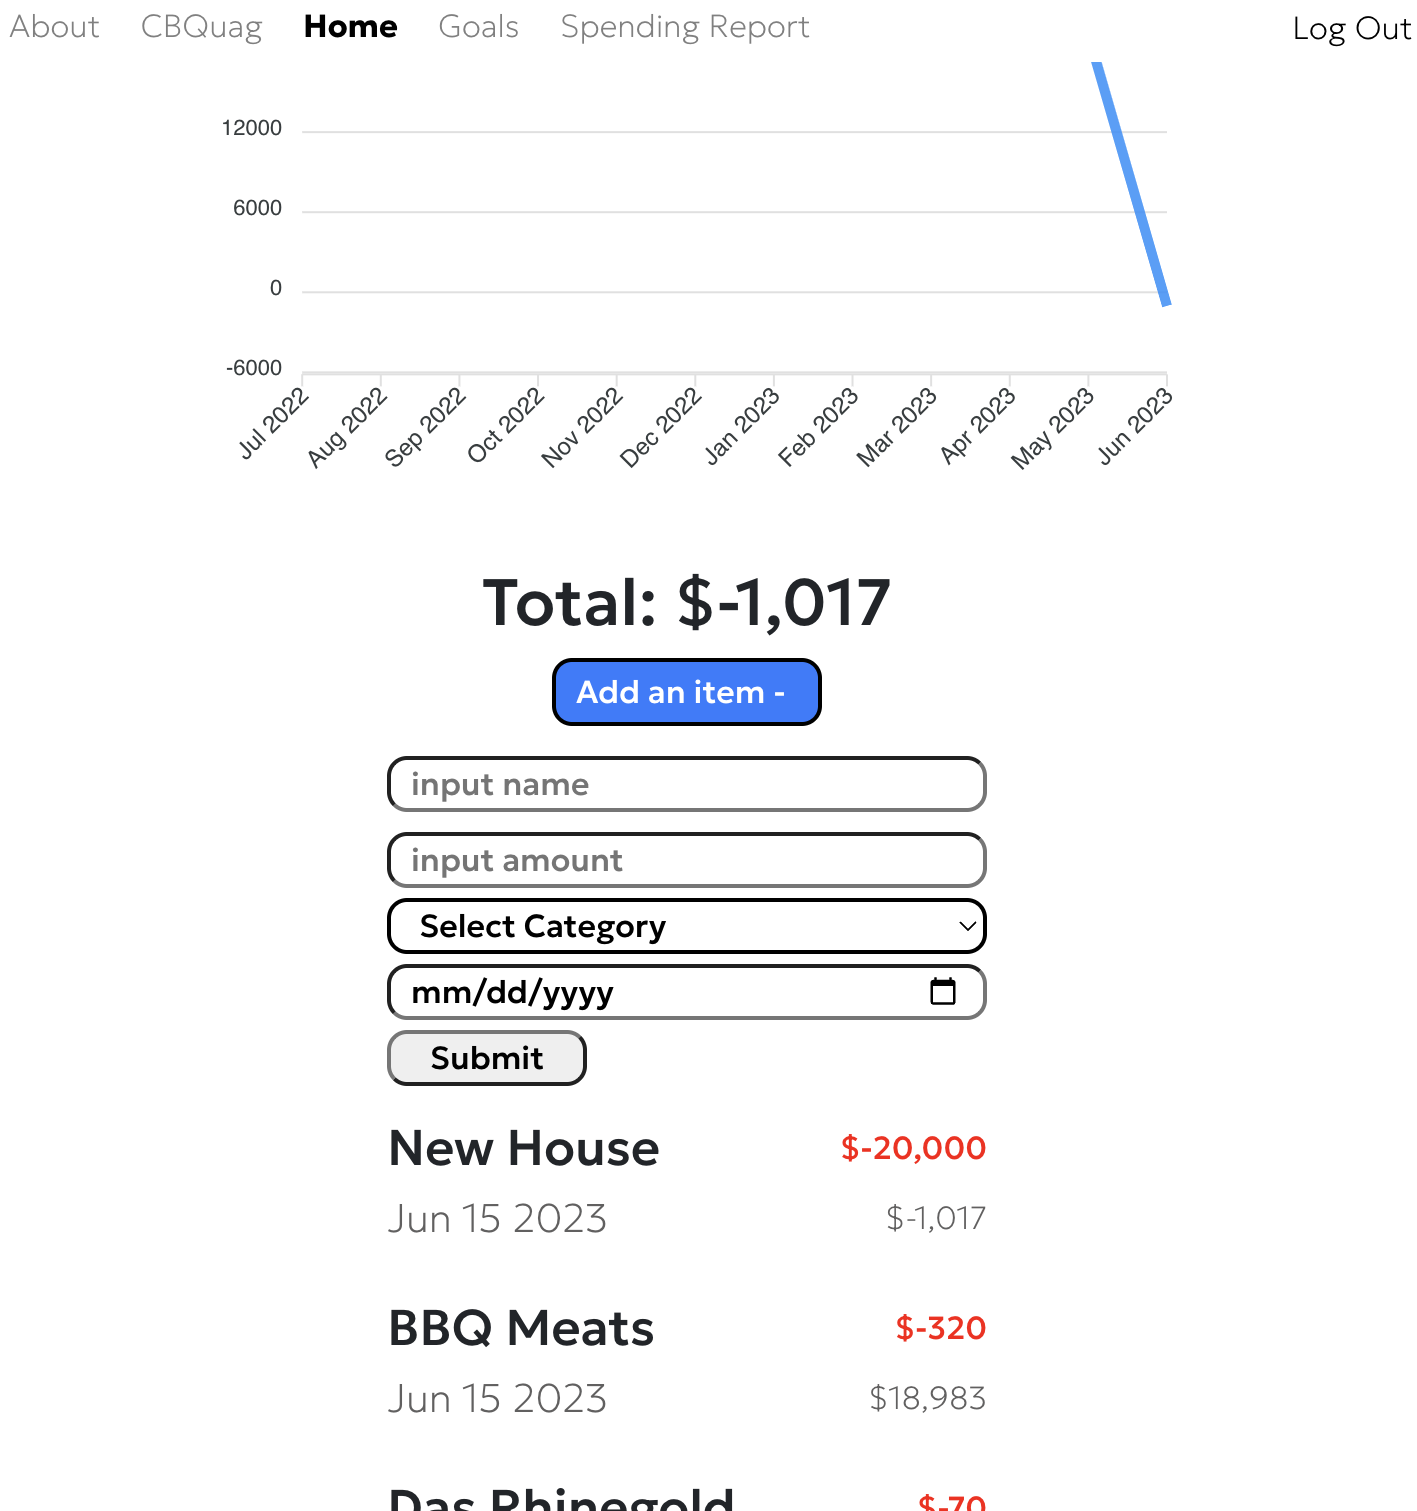 About CBQuag Home Goals Spending Report Log Out
12000
6000
0
-6000
Jul 2022 Aug 2022 Sep 2022 Oct 2022 Nov 2022 Dec 2022 Jan 2023 Feb 2023 Mar 2023 Apr 2023 May 2023 Jun 2023
Total: $-1,017
Add an item -
input name
input amount
Select Category
mm/dd/yyyy
Submit
New House $-20,000
Jun 15 2023 $-1,017
BBQ Meats $-320
Jun 15 2023 $18,983
Das Rhinegold $-70